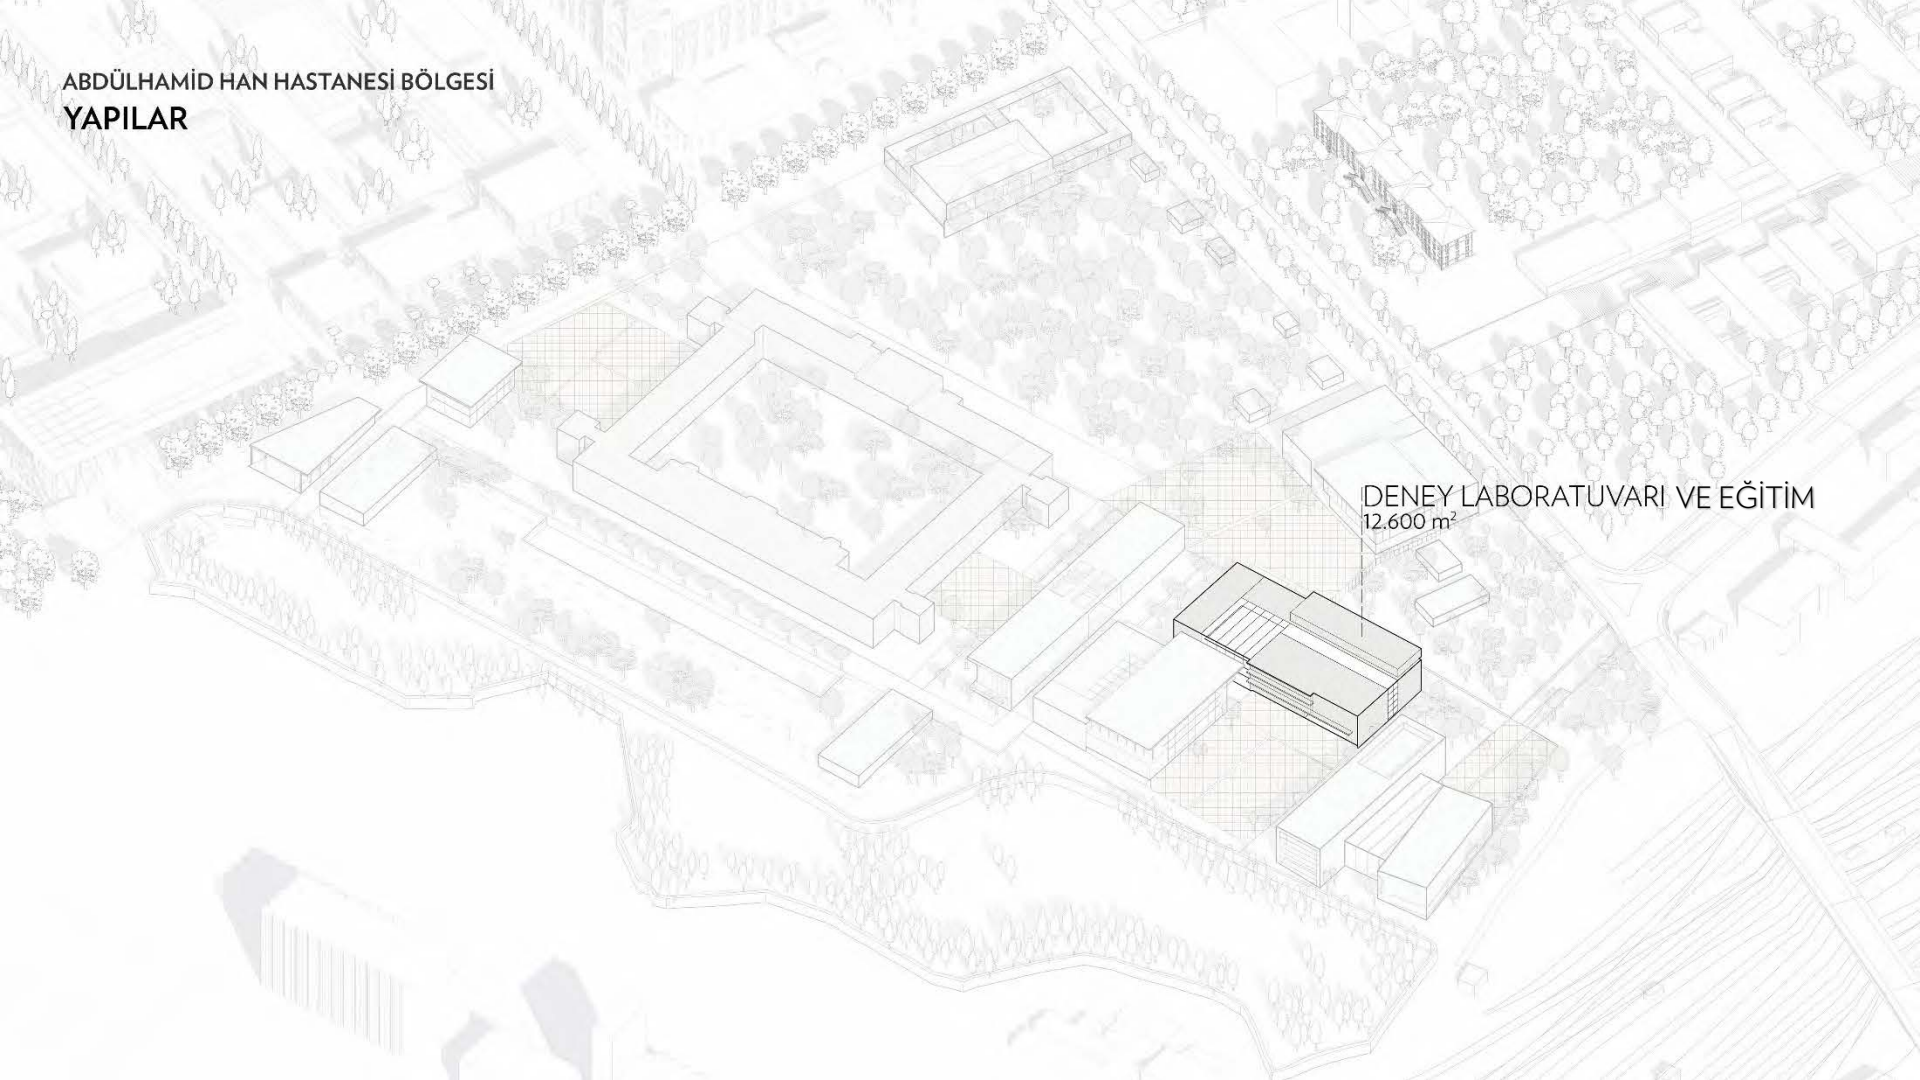 ABDÜLHAMİD HAN HASTANESİ BÖLGESİ
YAPILAR
DENEY LABORATUVARI VE EĞİTİM
12.600 m²